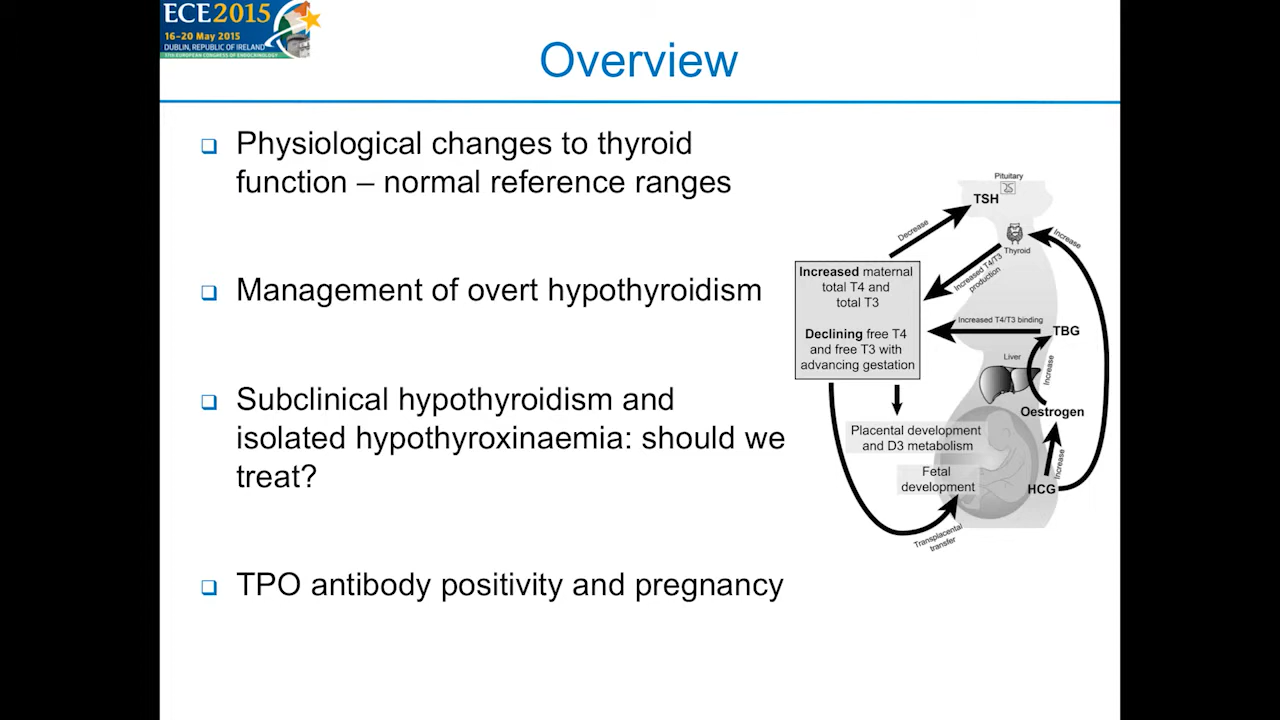 ECE2015
16-20 May 2015
DUBLIN, REPUBLIC OF IRELAND
17TH EUROPEAN CONGRESS OF ENDOCRINOLOGY
Overview
Physiological changes to thyroid
function – normal reference ranges
Management of overt hypothyroidism
Subclinical hypothyroidism and
isolated hypothyroxinaemia: should we
treat?
TPO antibody positivity and pregnancy
Pituitary
TSH
Decrease
Thyroid
Increase
Increased T4/T3
production
Increased maternal
total T4 and
total T3
Declining free T4
and free T3 with
advancing gestation
Increased T4/T3 binding
TBG
Liver
Increase
Oestrogen
Placental development
and D3 metabolism
Increase
Fetal
development
HCG
Transplacental
transfer